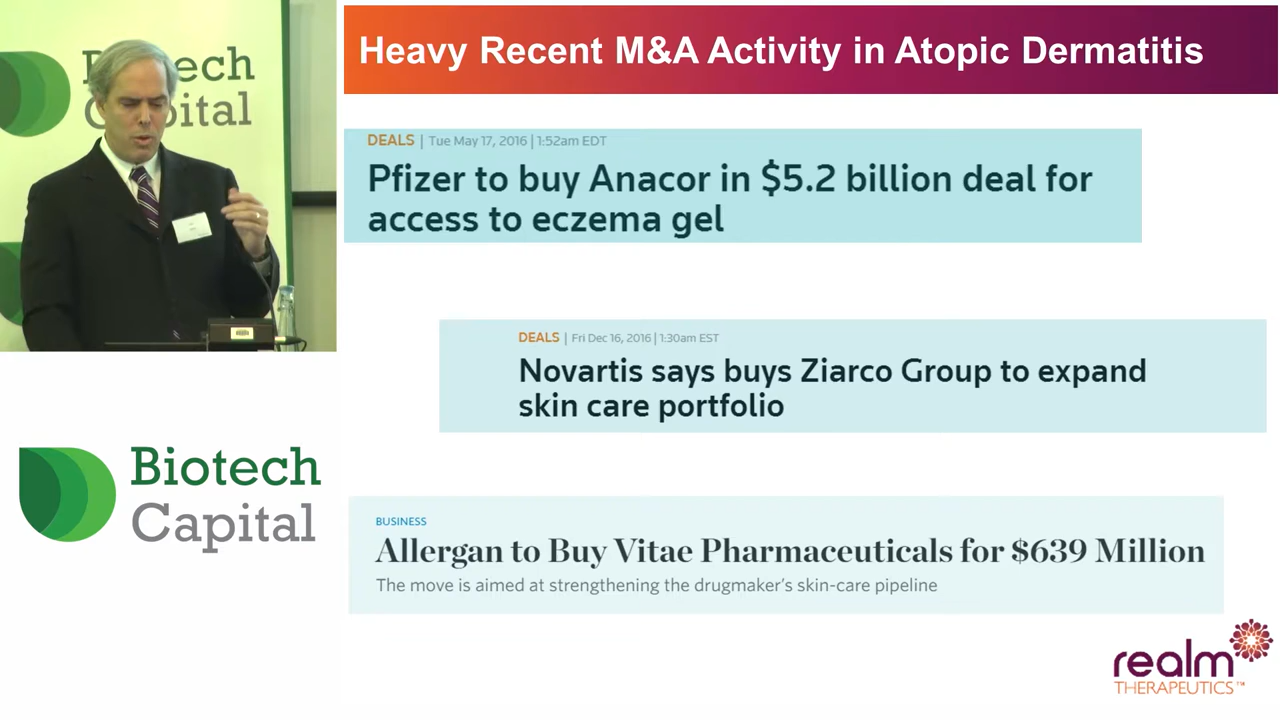 Biotech
Capital
Heavy Recent M&A Activity in Atopic Dermatitis
DEALS | Tue May 17, 2016 | 1:52am EDT
Pfizer to buy Anacor in $5.2 billion deal for
access to eczema gel
DEALS | Fri Dec 16, 2016 | 1:30am EST
Novartis says buys Ziarco Group to expand
skin care portfolio
BUSINESS
Allergan to Buy Vitae Pharmaceuticals for $639 Million
The move is aimed at strengthening the drugmaker's skin-care pipeline
Biotech
Capital
realm
THERAPEUTICS™